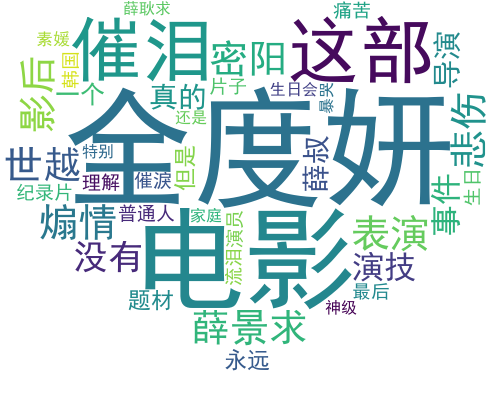 薛耿求
痛苦
素媛
催泪
这部
影后
韩国
密阳
导演
一个
真的
片子
生日会
暴哭
还是
全度妍
悲伤
世越
特别
理解
催淚
但是
薛叔
纪录片
生日
事件
煽情
普通人
家庭
电影
流泪
演员
表演
没有
演技
题材
最后
神级
薛景求
永远